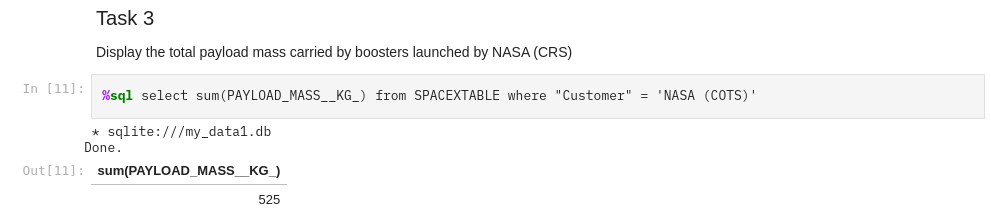 Task 3
Display the total payload mass carried by boosters launched by NASA (CRS)
In [11]: %sql select sum(PAYLOAD_MASS__KG_) from SPACEXTABLE where "Customer" = 'NASA (COTS)'
* sqlite:///my_data1.db
Done.
Out[11]: sum(PAYLOAD_MASS__KG_)
525